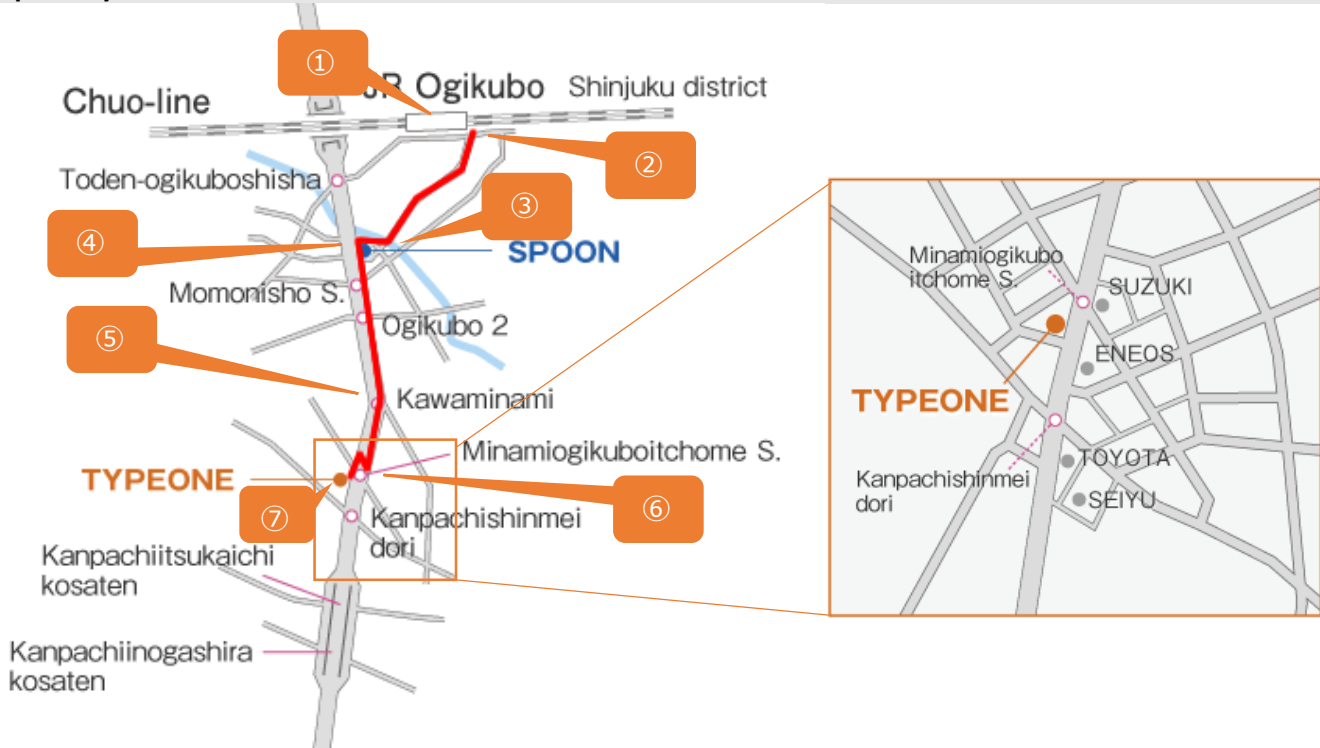 ①
JR Ogikubo
Shinjuku district
Chuo-line
②
Toden-ogikuboshisha
③
④
SPOON
Momonisho S.
Ogikubo 2
⑤
Kawaminami
Minamiogikuboitchome S.
TYPEONE
⑥
⑦
Kanpachishinmei
dori
Kanpachiitsukaichi
kosaten
Kanpachiinogashira
kosaten
Minamiogikubo
itchome S.
SUZUKI
ENEOS
TYPEONE
TOYOTA
Kanpachishinmei
dori
SEIYU